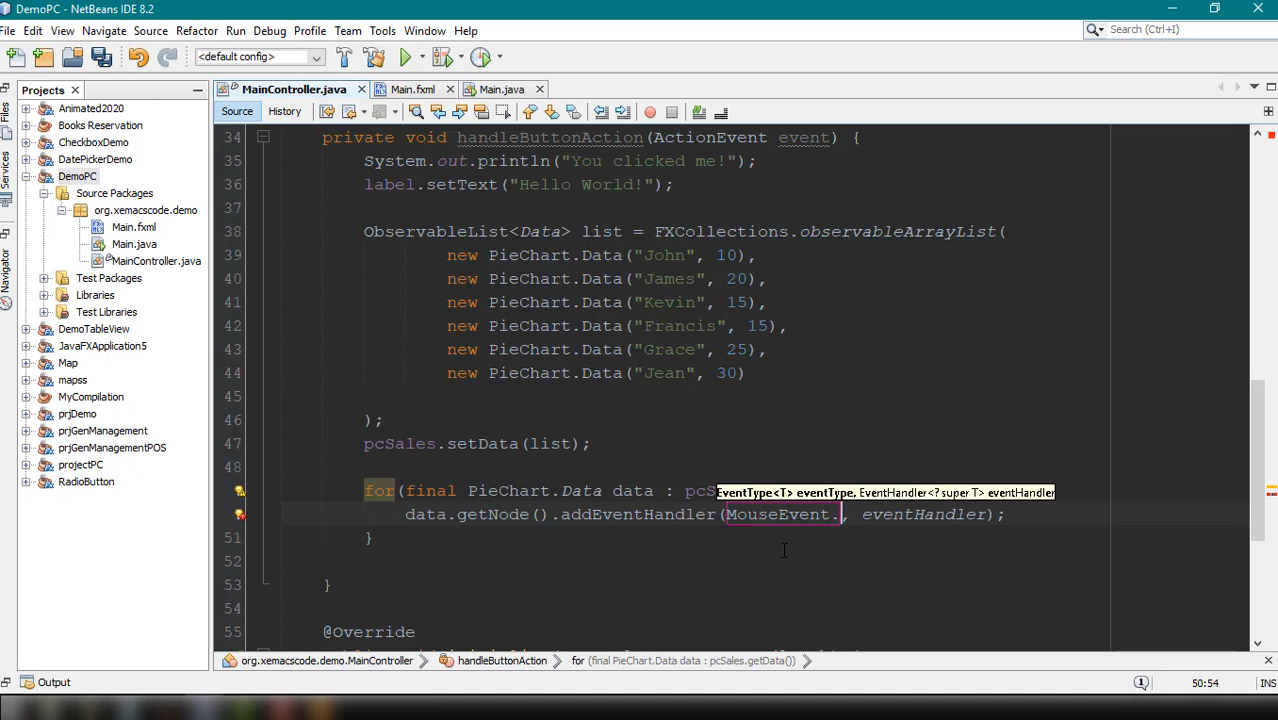 DemoPC - NetBeans IDE 8.2
File Edit View Navigate Source Refactor Run Debug Profile Team Tools Window Help
Search (Ctrl+I)
<default config>
Projects
MainController.java
Main.fxml
Main.java
Source
History
Files
Services
Navigator
Animated2020
Books Reservation
CheckboxDemo
DatePickerDemo
DemoPC
Source Packages
org.xemacscode.demo
Main.fxml
Main.java
MainController.java
Test Packages
Libraries
Test Libraries
DemoTableView
JavaFXApplication5
Map
mapss
MyCompilation
prjDemo
prjGenManagement
prjGenManagementPOS
projectPC
RadioButton
34 private void handleButtonAction(ActionEvent event) {
35 System.out.println("You clicked me!");
36 label.setText("Hello World!");
37
38 ObservableList<Data> list = FXCollections.observableArrayList(
39 new PieChart.Data("John", 10),
40 new PieChart.Data("James", 20),
41 new PieChart.Data("Kevin", 15),
42 new PieChart.Data("Francis", 15),
43 new PieChart.Data("Grace", 25),
44 new PieChart.Data("Jean", 30)
45
46 );
47 pcSales.setData(list);
48
for(final PieChart.Data data : pcS
EventType<T> eventType, EventHandler<? super T> eventHandler
data.getNode().addEventHandler(MouseEvent., eventHandler);
51 }
52
53 }
54
55 @Override
org.xemacscode.demo.MainController
handleButtonAction
for (final PieChart.Data data : pcSales.getData())
Output
1
50:54
INS